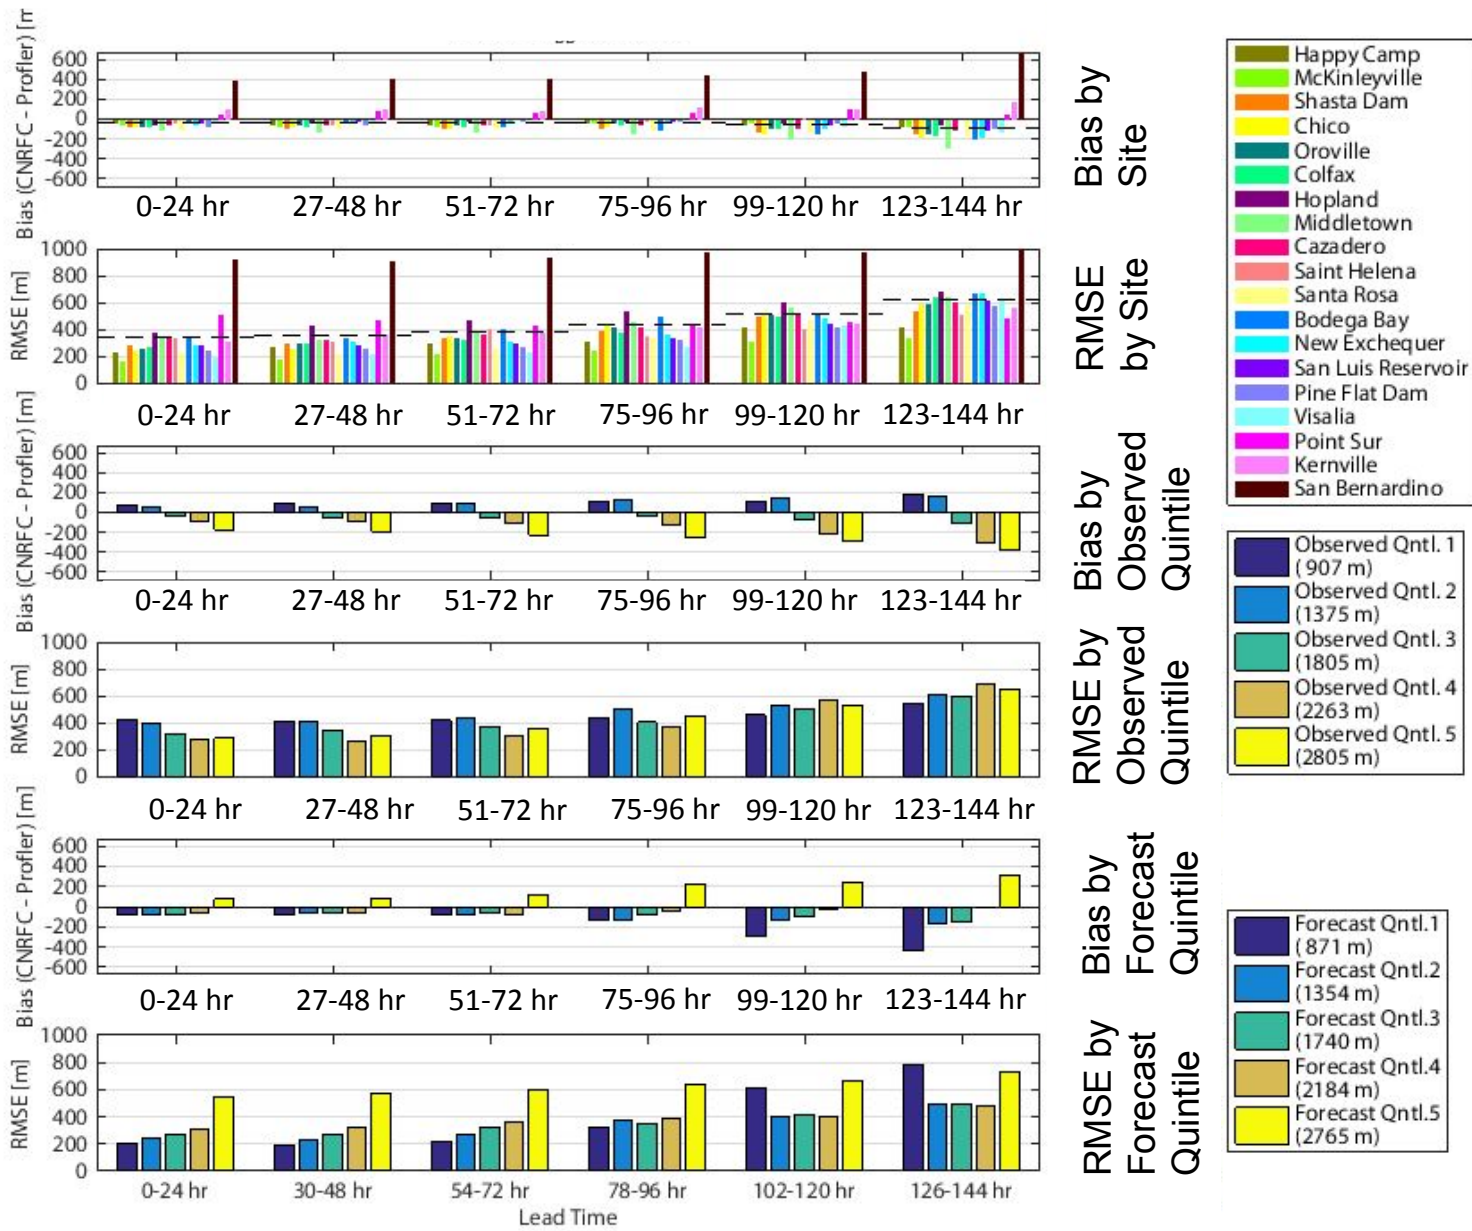 Bias (CNRFC - Profler) [m
600
400
200
0
-200
-400
-600
0-24 hr 27-48 hr 51-72 hr 75-96 hr 99-120 hr 123-144 hr
Bias by
Site
RMSE [m]
1000
800
600
400
200
0
0-24 hr 27-48 hr 51-72 hr 75-96 hr 99-120 hr 123-144 hr
RMSE
by Site
Bias (CNRFC - Profler) [m]
600
400
200
0
-200
-400
-600
0-24 hr 27-48 hr 51-72 hr 75-96 hr 99-120 hr 123-144 hr
Bias by
Observed
Quintile
RMSE [m]
1000
800
600
400
200
0
0-24 hr 27-48 hr 51-72 hr 75-96 hr 99-120 hr 123-144 hr
RMSE by
Observed
Quintile
Bias (CNRFC - Profler) [m]
600
400
200
0
-200
-400
-600
0-24 hr 27-48 hr 51-72 hr 75-96 hr 99-120 hr 123-144 hr
Bias by
Forecast
Quintile
RMSE [m]
1000
800
600
400
200
0
0-24 hr 30-48 hr 54-72 hr 78-96 hr 102-120 hr 126-144 hr
Lead Time
RMSE by
Forecast
Quintile
Happy Camp
McKinleyville
Shasta Dam
Chico
Oroville
Colfax
Hopland
Middletown
Cazadero
Saint Helena
Santa Rosa
Bodega Bay
New Exchequer
San Luis Reservoir
Pine Flat Dam
Visalia
Point Sur
Kernville
San Bernardino
Observed Qntl. 1
( 907 m)
Observed Qntl. 2
(1375 m)
Observed Qntl. 3
(1805 m)
Observed Qntl. 4
(2263 m)
Observed Qntl. 5
(2805 m)
Forecast Qntl.1
( 871 m)
Forecast Qntl.2
(1354 m)
Forecast Qntl.3
(1740 m)
Forecast Qntl.4
(2184 m)
Forecast Qntl.5
(2765 m)